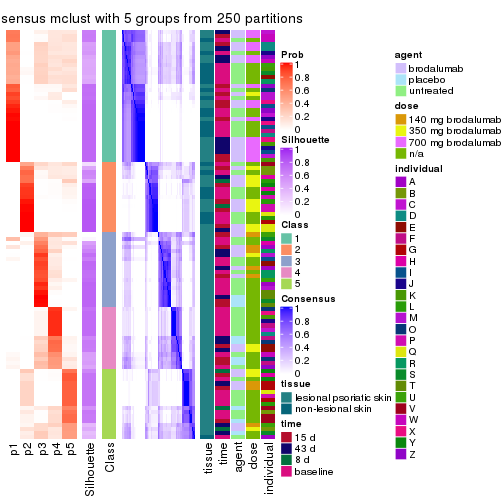 sensus mclust with 5 groups from 250 partitions
p1
p2
p3
p4
p5
Silhouette
Class
tissue
time
agent
dose
individual
Prob
1
0.8
0.6
0.4
0.2
0
Silhouette
1
0.8
0.6
0.4
0.2
0
Class
1
2
3
4
5
Consensus
1
0.8
0.6
0.4
0.2
0
tissue
lesional psoriatic skin
non-lesional skin
time
15 d
43 d
8 d
baseline
agent
brodalumab
placebo
untreated
dose
140 mg brodalumab
350 mg brodalumab
700 mg brodalumab
n/a
individual
A
B
C
D
E
F
G
H
I
J
K
L
M
O
P
Q
R
S
T
U
V
W
X
Y
Z